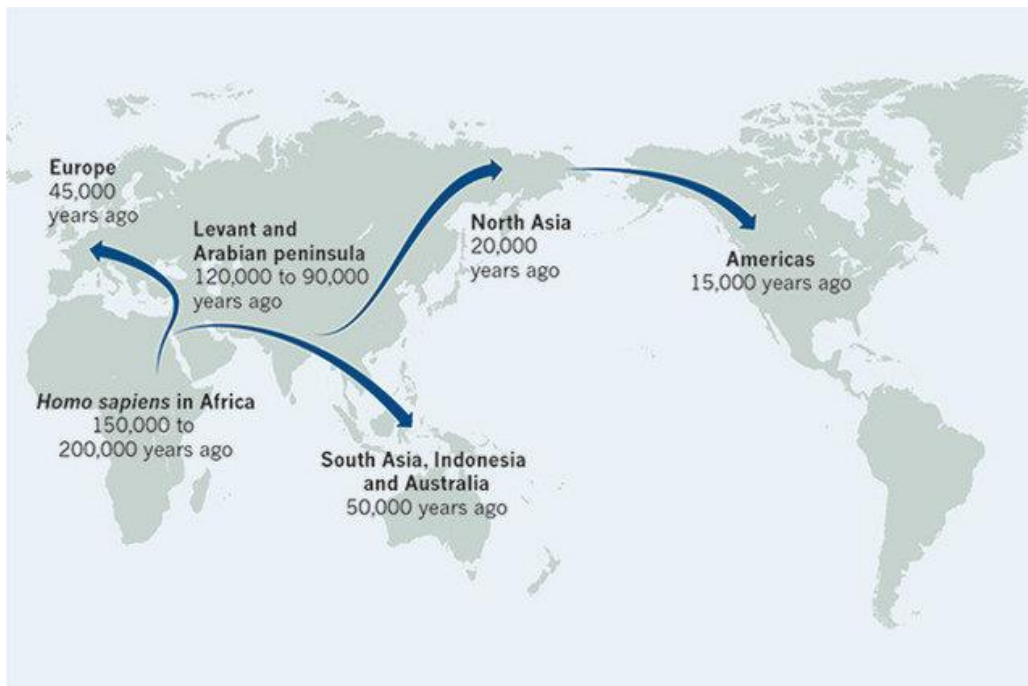 Europe
45,000
years ago
Levant and
Arabian peninsula
120,000 to 90,000
years ago
North Asia
20,000
years ago
Americas
15,000 years ago
Homo sapiens in Africa
150,000 to
200,000 years ago
South Asia, Indonesia
and Australia
50,000 years ago